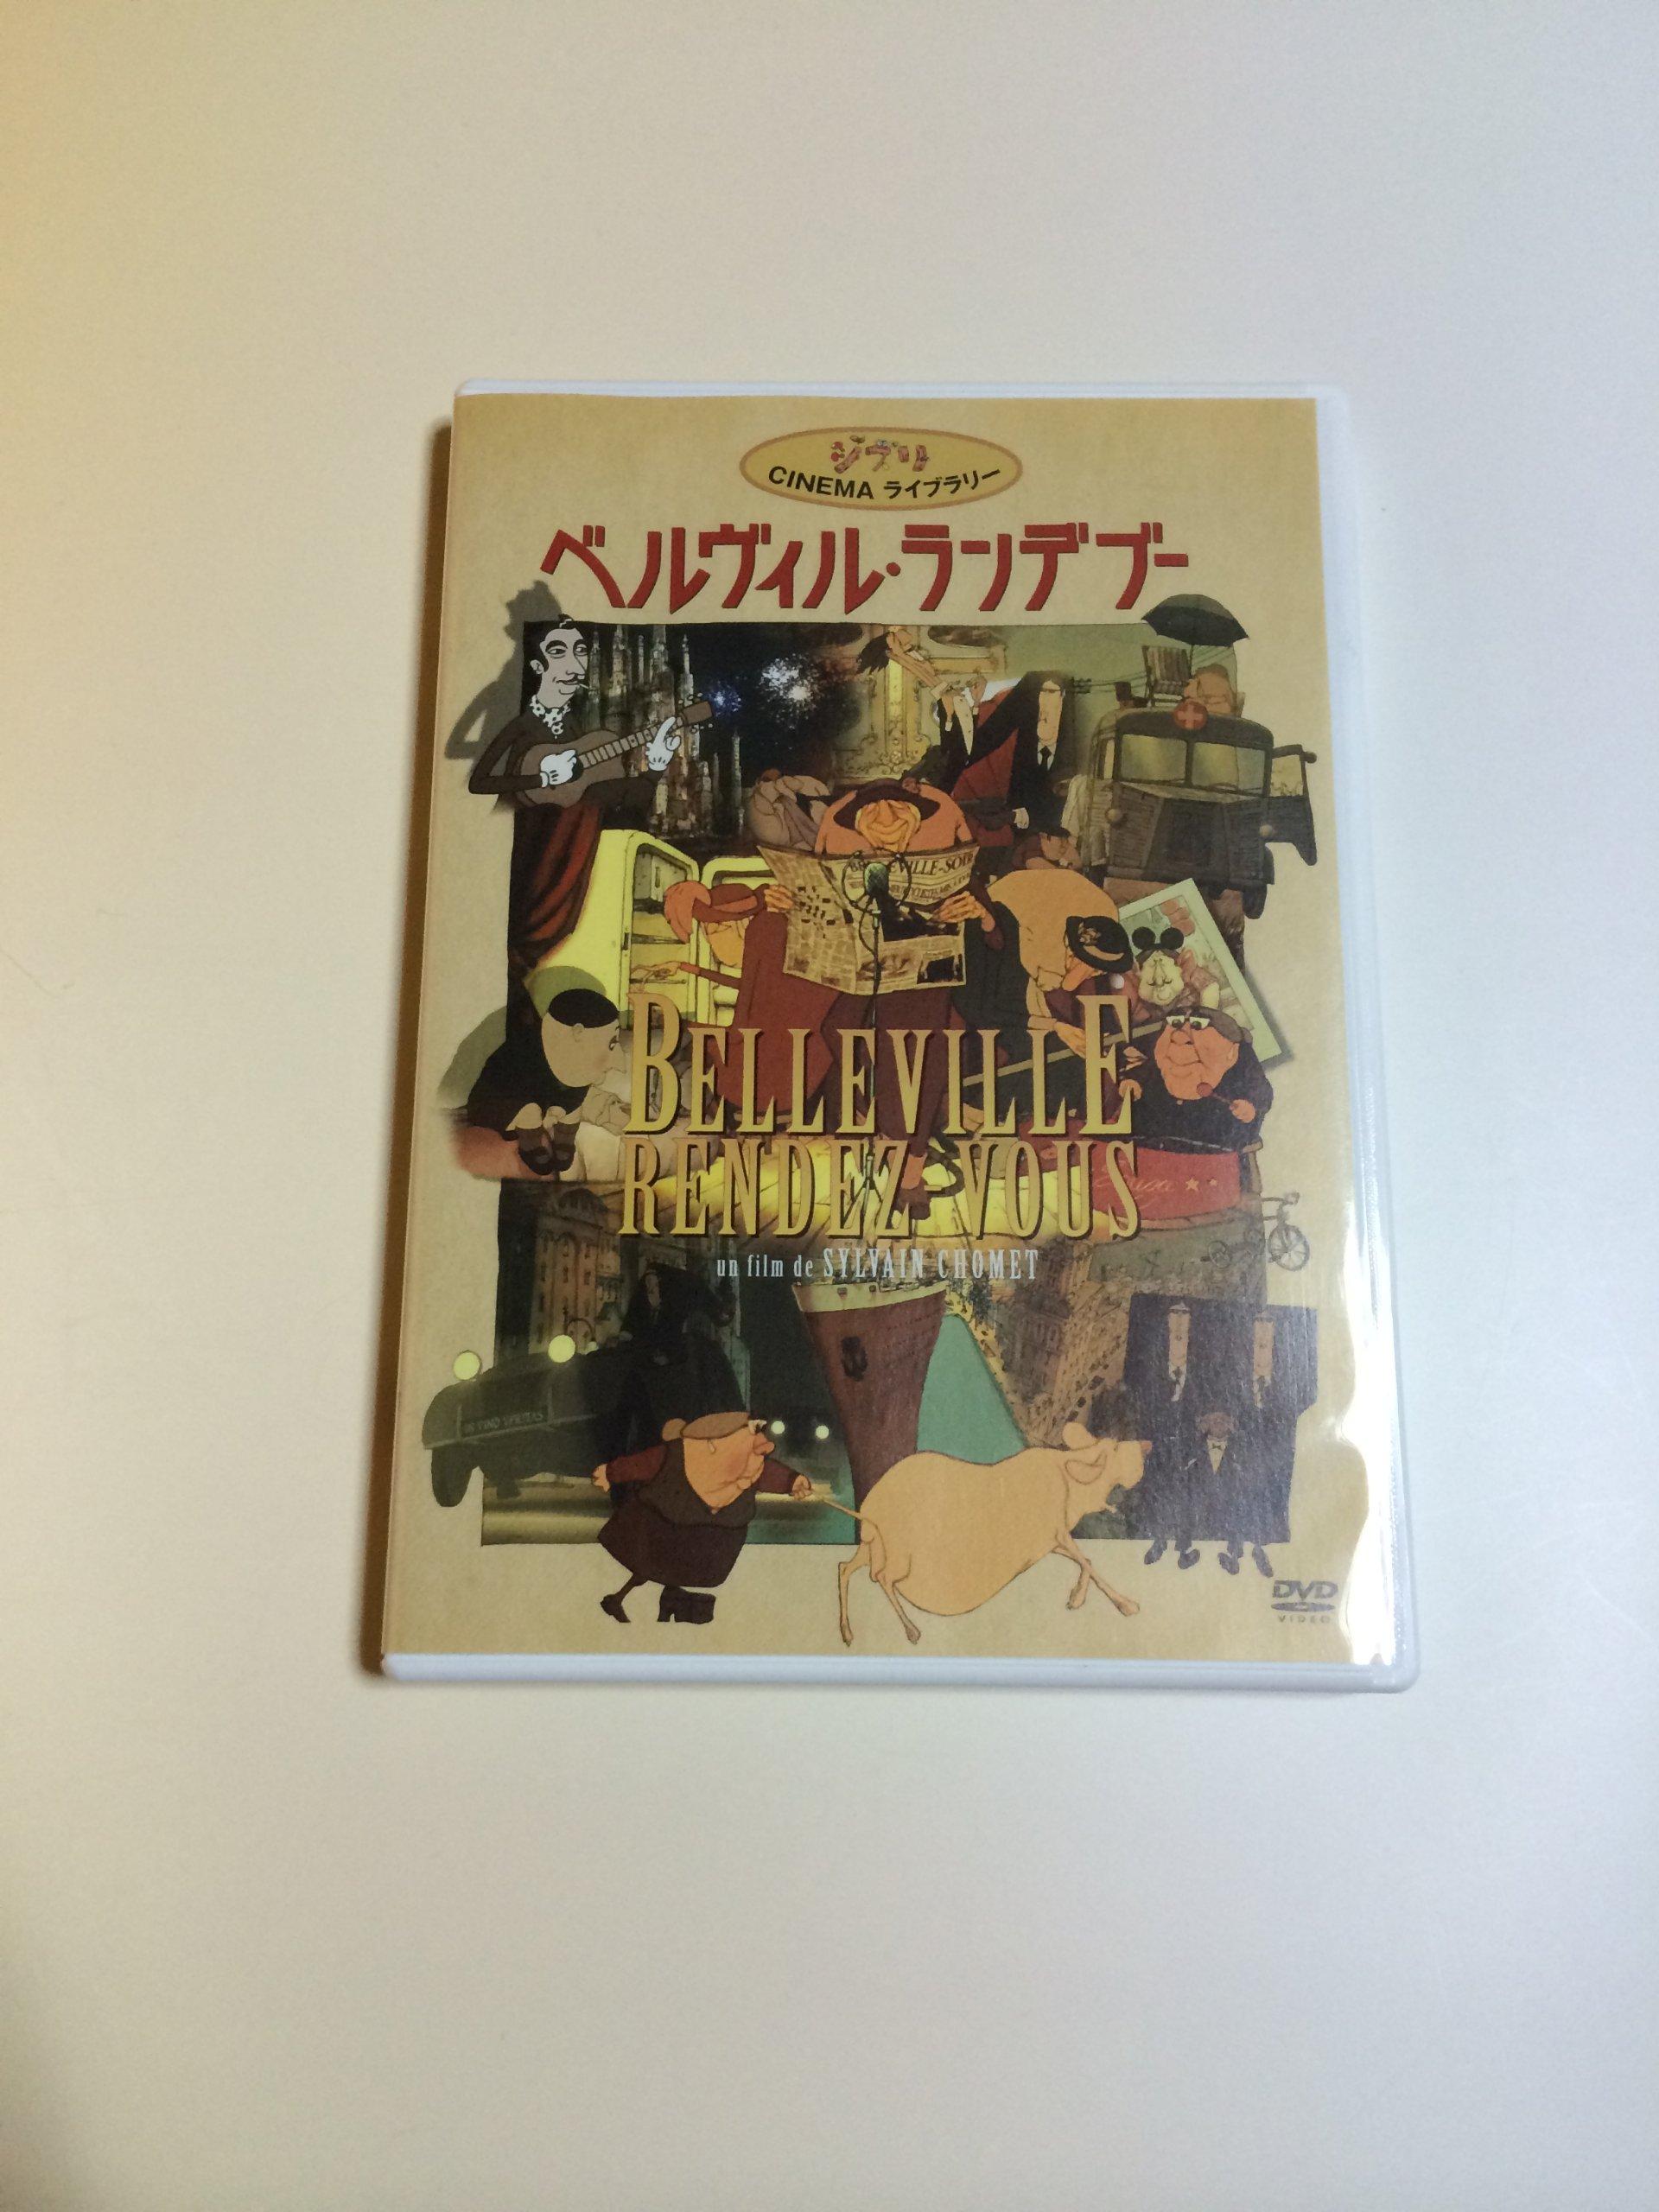 ジブリ
CINEMA ライブラリー
ベルヴィル・ランデブー
BELLEVILLE
RENDEZ-VOUS
un film de SYLVAIN CHOMET
DVD
VIDEO